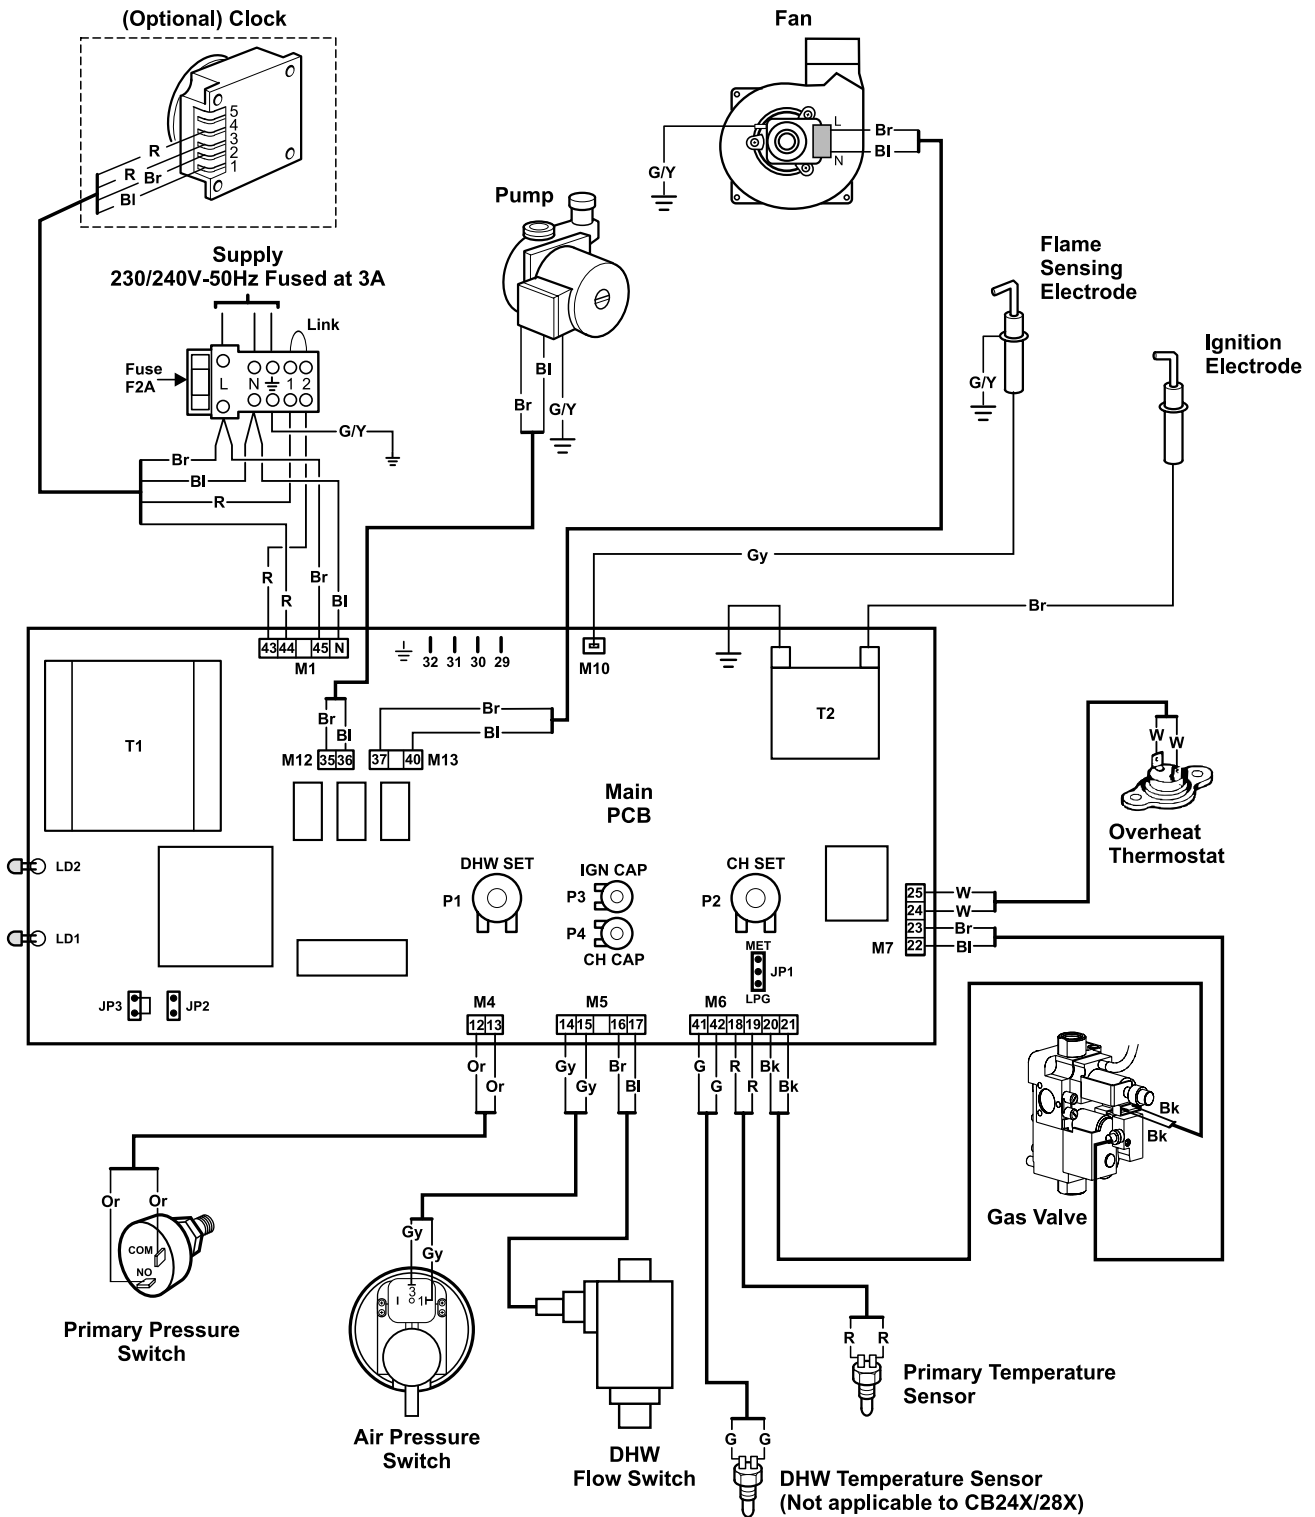 (Optional) Clock
Fan
5
4
3
2
1
R
R
Br
Bl
L
N
Br
Bl
G/Y
Pump
Supply
230/240V-50Hz Fused at 3A
Link
Fuse
F2A
L
N
1
2
Br
Bl
G/Y
Flame
Sensing
Electrode
G/Y
Ignition
Electrode
G/Y
Br
Bl
R
R
R
Br
Bl
Gy
Br
43
44
45
N
M1
32
31
30
29
M10
T1
T2
Br
Bl
M12
35
36
Br
Bl
37
40
M13
Main
PCB
W
W
Overheat
Thermostat
LD2
LD1
DHW SET
P1
IGN CAP
P3
P4
CH CAP
CH SET
P2
MET
JP1
LPG
25
24
23
22
M7
W
W
Br
Bl
JP3
JP2
M4
12
13
M5
14
15
16
17
M6
41
42
18
19
20
21
Or
Or
Gy
Gy
Br
Bl
G
G
R
R
Bk
Bk
Bk
Bk
Gas Valve
Or
Or
COM
NO
Primary Pressure
Switch
Gy
Gy
3
1
Air Pressure
Switch
DHW
Flow Switch
R
R
Primary Temperature
Sensor
G
G
DHW Temperature Sensor
(Not applicable to CB24X/28X)